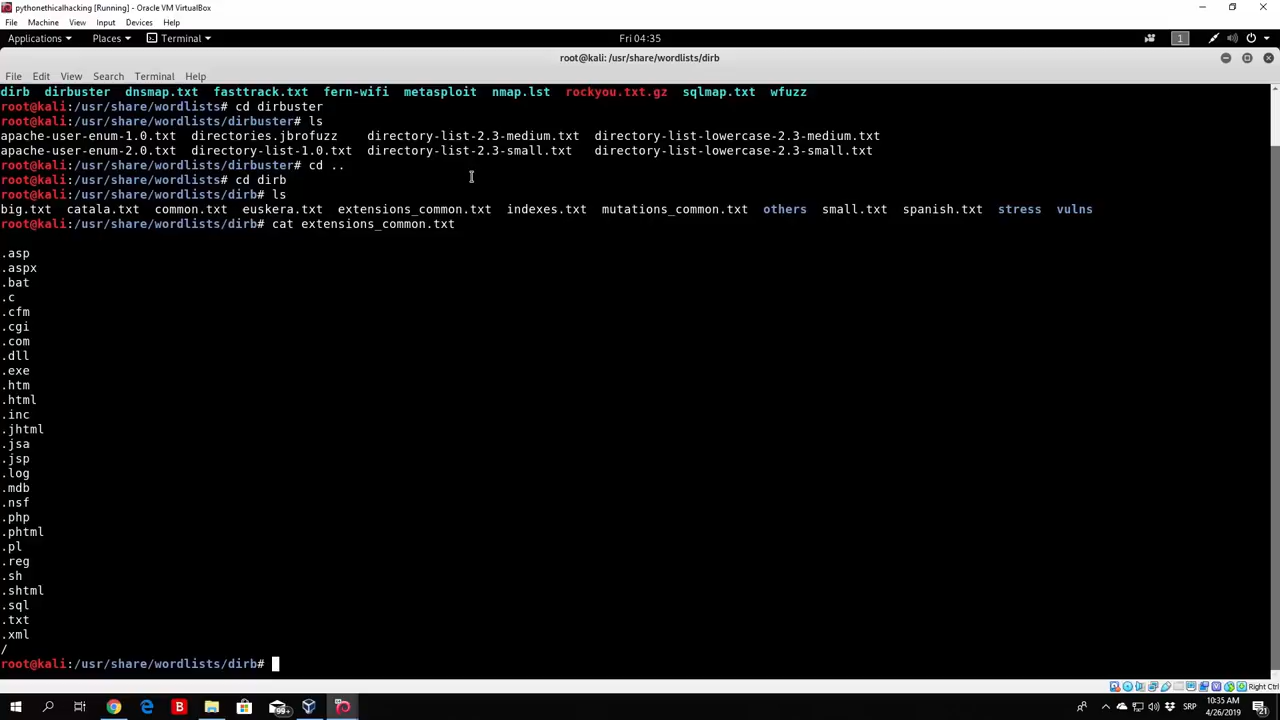 pythonethicalhacking [Running] - Oracle VM VirtualBox
File Machine View Input Devices Help
Applications Places Terminal Fri 04:35 1
root@kali: /usr/share/wordlists/dirb
File Edit View Search Terminal Help
dirb dirbuster dnsmap.txt fasttrack.txt fern-wifi metasploit nmap.lst rockyou.txt.gz sqlmap.txt wfuzz
root@kali:/usr/share/wordlists# cd dirbuster
root@kali:/usr/share/wordlists/dirbuster# ls
apache-user-enum-1.0.txt directories.jbrofuzz directory-list-2.3-medium.txt directory-list-lowercase-2.3-medium.txt
apache-user-enum-2.0.txt directory-list-1.0.txt directory-list-2.3-small.txt directory-list-lowercase-2.3-small.txt
root@kali:/usr/share/wordlists/dirbuster# cd ..
root@kali:/usr/share/wordlists# cd dirb
root@kali:/usr/share/wordlists/dirb# ls
big.txt catala.txt common.txt euskera.txt extensions_common.txt indexes.txt mutations_common.txt others small.txt spanish.txt stress vulns
root@kali:/usr/share/wordlists/dirb# cat extensions_common.txt
.asp
.aspx
.bat
.c
.cfm
.cgi
.com
.dll
.exe
.htm
.html
.inc
.jhtml
.jsa
.jsp
.log
.mdb
.nsf
.php
.phtml
.pl
.reg
.sh
.shtml
.sql
.txt
.xml
/
root@kali:/usr/share/wordlists/dirb#
Right Ctrl
B 99+ SRP 10:35 AM
4/26/2019 21